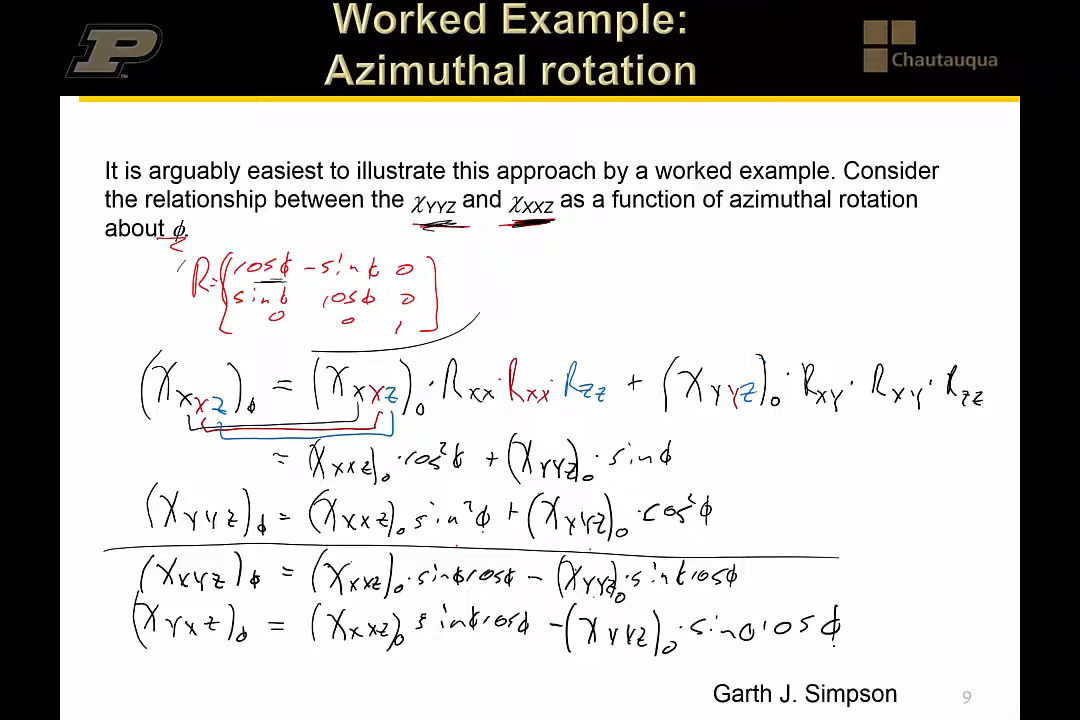 Worked Example:
Azimuthal rotation
P
Chautauqua
It is arguably easiest to illustrate this approach by a worked example. Consider
the relationship between the χYYZ and χXXZ as a function of azimuthal rotation
about ϕ.
z
R = [cosϕ -sinϕ 0
sinϕ cosϕ 0
0 0 1]
(χXXZ)ϕ = (χXXZ)0 · RXX · RXX · RZZ + (χYYZ)0 · RXY · RXY · RZZ
= (χXXZ)0 · cos²ϕ + (χYYZ)0 · sinϕ
(χYYZ)ϕ = (χXXZ)0 sin²ϕ + (χXYZ)0 · cos²ϕ
(χXYZ)ϕ = (χXXZ)0 · sinϕcosϕ - (χYYZ)0 · sinϕcosϕ
(χYXZ)ϕ = (χXXZ)0 sinϕcosϕ - (χYYZ)0 · sinϕcosϕ
Garth J. Simpson
9